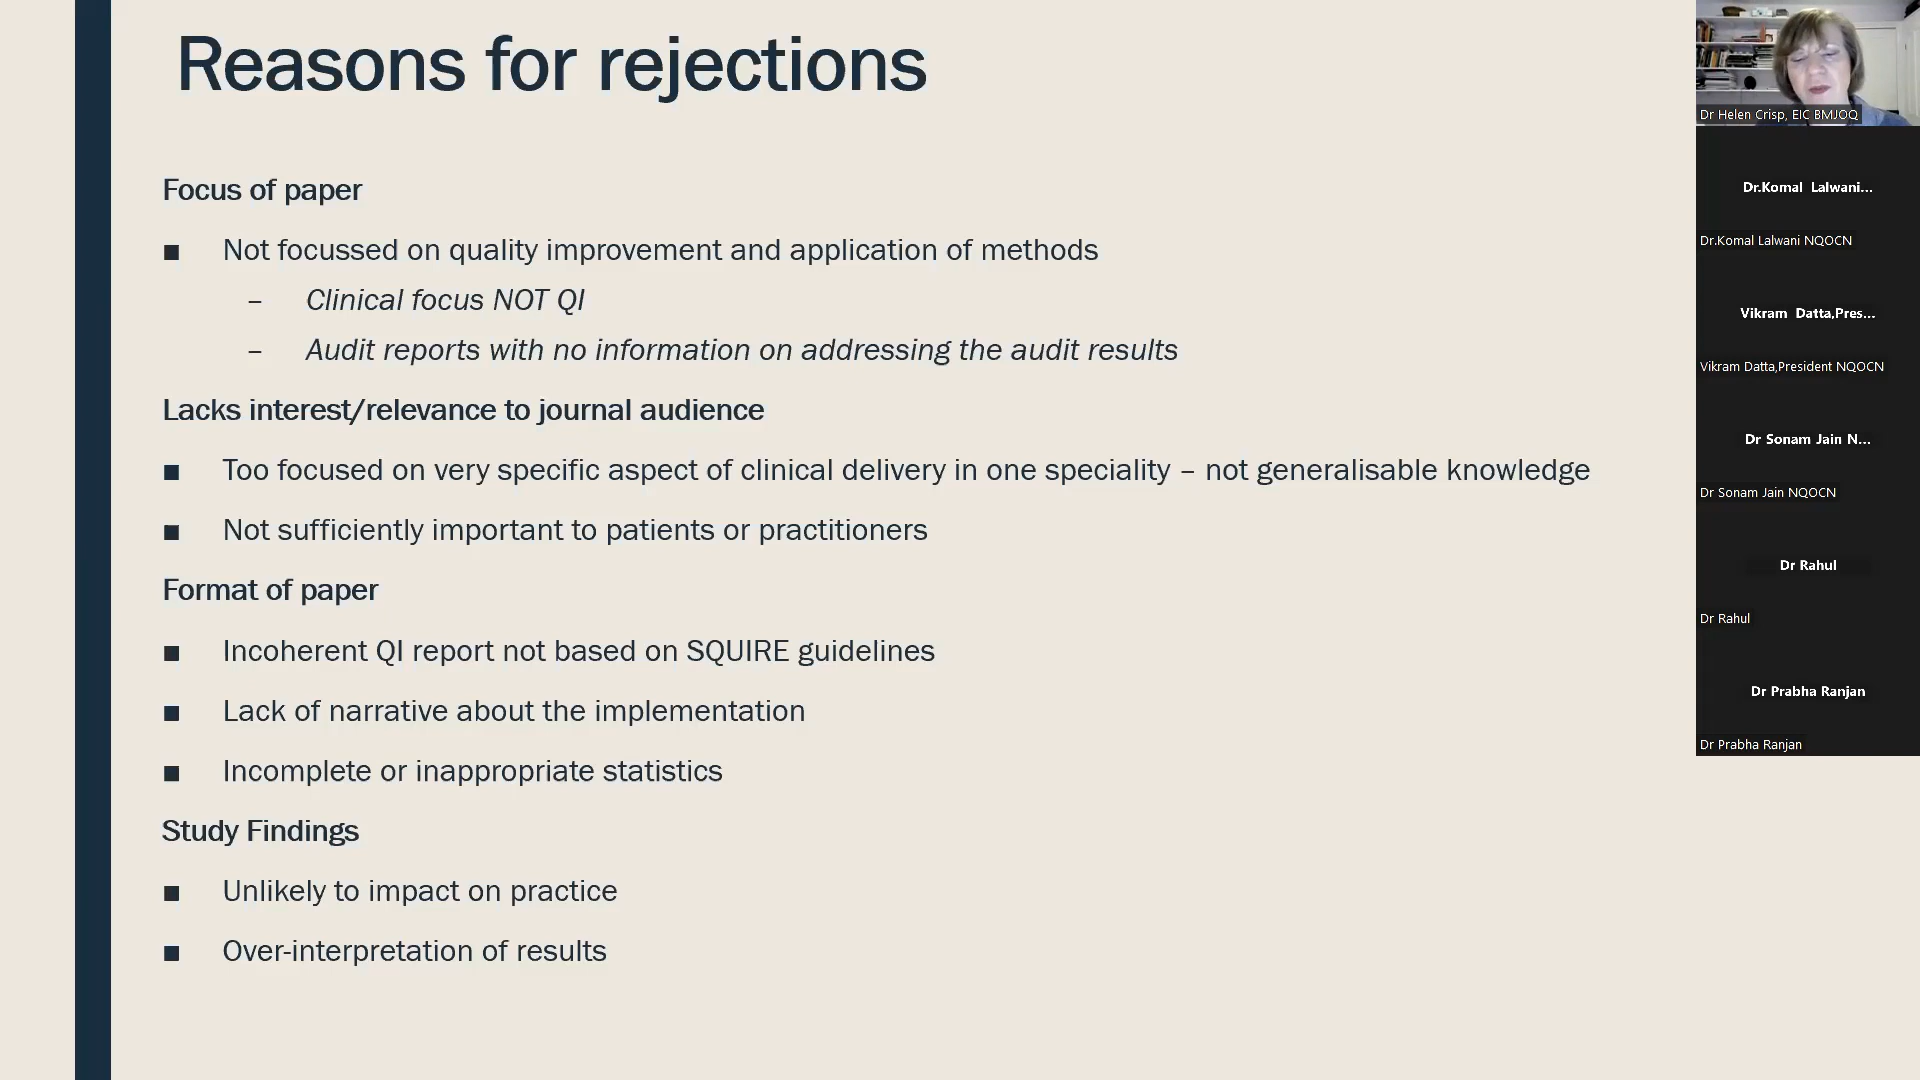 Reasons for rejections
Focus of paper
■ Not focussed on quality improvement and application of methods
– Clinical focus NOT QI
– Audit reports with no information on addressing the audit results
Lacks interest/relevance to journal audience
■ Too focused on very specific aspect of clinical delivery in one speciality – not generalisable knowledge
■ Not sufficiently important to patients or practitioners
Format of paper
■ Incoherent QI report not based on SQUIRE guidelines
■ Lack of narrative about the implementation
■ Incomplete or inappropriate statistics
Study Findings
■ Unlikely to impact on practice
■ Over-interpretation of results
Dr Helen Crisp, EIC BMJOQ
Dr.Komal Lalwani...
Dr.Komal Lalwani NQOCN
Vikram Datta,Pres...
Vikram Datta,President NQOCN
Dr Sonam Jain N...
Dr Sonam Jain NQOCN
Dr Rahul
Dr Rahul
Dr Prabha Ranjan
Dr Prabha Ranjan